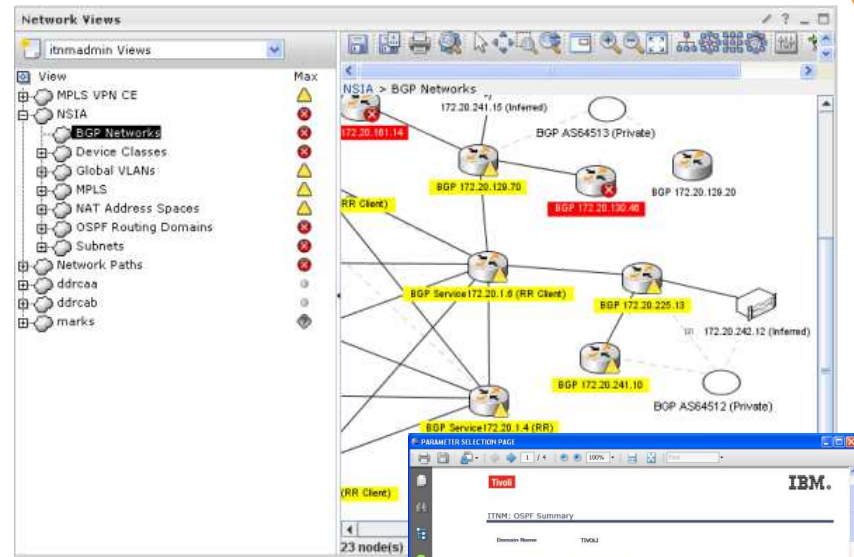 Network Views
itnmadmin Views
View
Max
MPLS VPN CE
NSIA
BGP Networks
Device Classes
Global VLANs
MPLS
NAT Address Spaces
OSPF Routing Domains
Subnets
Network Paths
ddrcaa
ddrcab
marks
NSIA > BGP Networks
172.20.241.15 (Inferred)
BGP AS64513 (Private)
172.20.161.14
BGP 172.20.129.70
BGP 172.20.129.20
BGP 172.20.130.46
RR Client)
BGP Service172.20.1.6 (RR Client)
BGP 172.20.225.13
172.20.242.12 (Inferred)
BGP 172.20.241.10
BGP AS64512 (Private)
BGP Service172.20.1.4 (RR)
(RR Client)
23 node(s)
PARAMETER SELECTION PAGE
1 / 4
100%
Find
Tivoli
IBM.
ITNM: OSPF Summary
Domain Name
TIVOLI